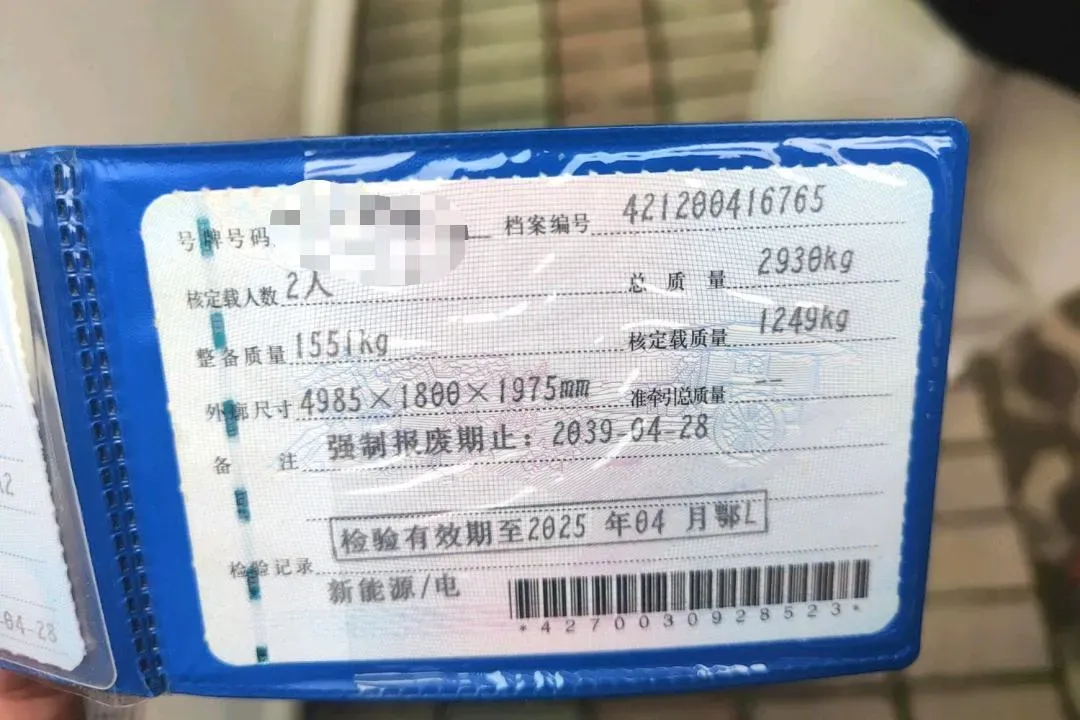 号牌号码
档案编号 421200416765
核定载人数 2人
总质量 2930kg
整备质量 1551kg
核定载质量 1249kg
外廓尺寸 4985×1800×1975mm
准牵引总质量 --
备注 强制报废期止：2039-04-28
检验有效期至2025 年04 月鄂L
检验记录
新能源/电
*4270030928523*
-04-28